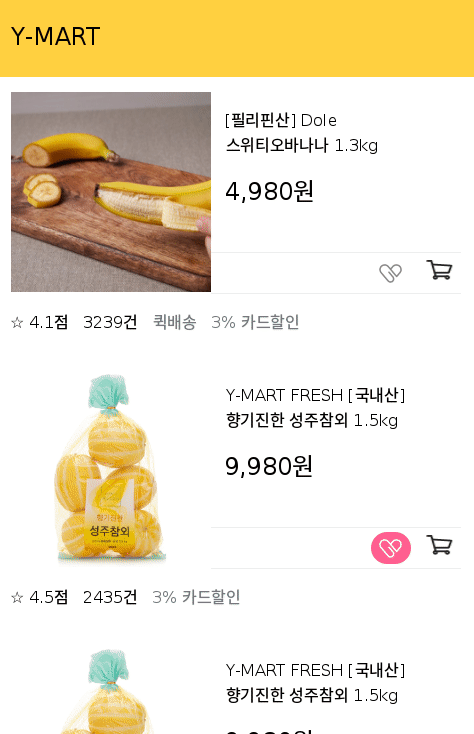 Y-MART
[필리핀산] Dole
스위티오바나나 1.3kg
4,980원
☆ 4.1점 3239건 퀵배송 3% 카드할인
향기진한
성주참외
Y-MART FRESH [국내산]
향기진한 성주참외 1.5kg
9,980원
☆ 4.5점 2435건 3% 카드할인
Y-MART FRESH [국내산]
향기진한 성주참외 1.5kg